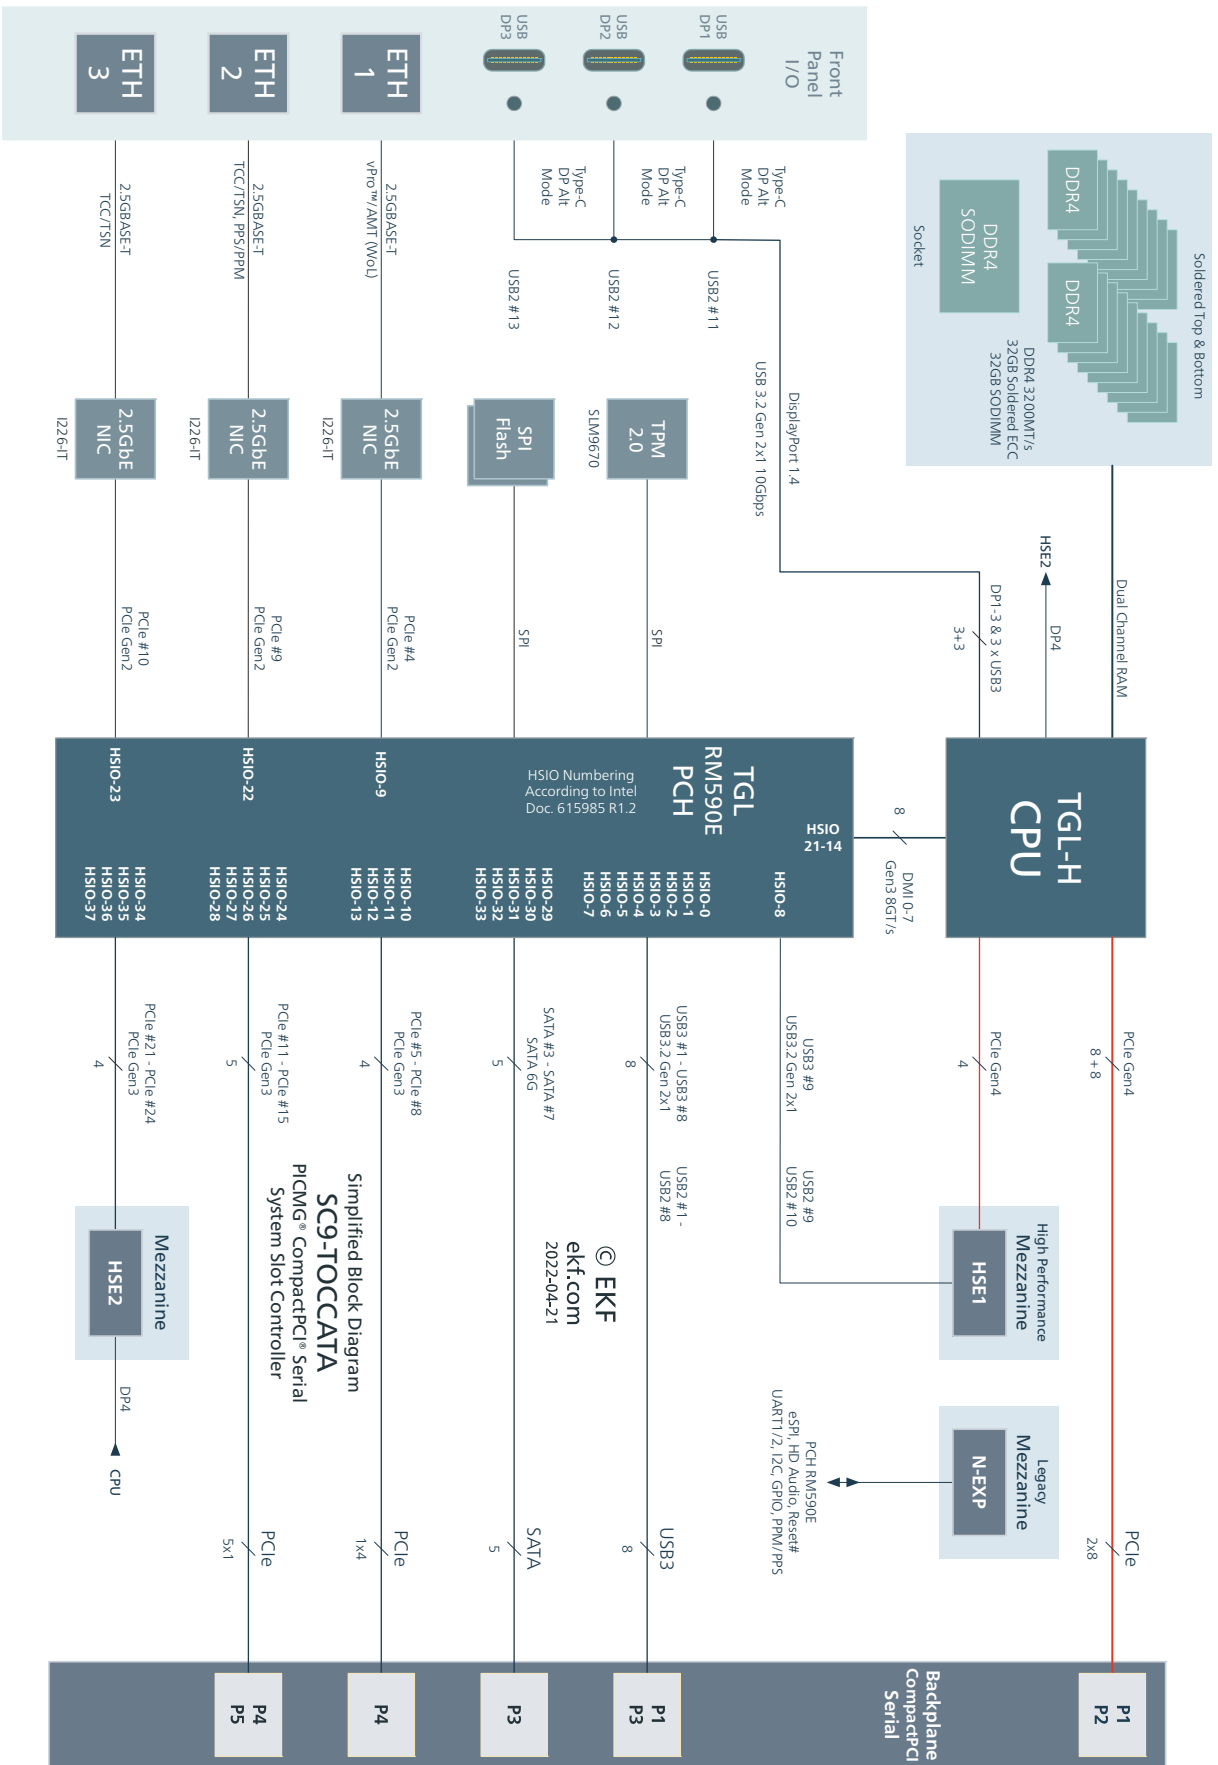 Front
Panel
I/O
USB
DP1
USB
DP2
USB
DP3
ETH
1
ETH
2
ETH
3
Soldered Top & Bottom
DDR4
DDR4
DDR4
SODIMM
Socket
DDR4 3200MT/s
32GB Soldered ECC
32GB SODIMM
Type-C
DP Alt
Mode
Type-C
DP Alt
Mode
Type-C
DP Alt
Mode
USB2 #11
USB2 #12
USB2 #13
2.5GBASE-T
vPro™/AMT (WoL)
2.5GBASE-T
TCC/TSN, PPS/PPM
2.5GBASE-T
TCC/TSN
DisplayPort 1.4
USB 3.2 Gen 2x1 10Gbps
TPM
2.0
SLM9670
SPI
Flash
2.5GbE
NIC
I226-IT
2.5GbE
NIC
I226-IT
2.5GbE
NIC
I226-IT
Dual Channel RAM
HSE2
DP4
DP1-3 & 3 x USB3
3+3
SPI
SPI
PCIe #4
PCIe Gen2
PCIe #9
PCIe Gen2
PCIe #10
PCIe Gen2
TGL-H
CPU
8
DMI 0-7
Gen3 8GT/s
TGL
RM590E
PCH
HSIO Numbering
According to Intel
Doc. 615985 R1.2
HSIO
21-14
HSIO-9
HSIO-22
HSIO-23
HSIO-8
HSIO-0
HSIO-1
HSIO-2
HSIO-3
HSIO-4
HSIO-5
HSIO-6
HSIO-7
HSIO-29
HSIO-30
HSIO-31
HSIO-32
HSIO-33
HSIO-10
HSIO-11
HSIO-12
HSIO-13
HSIO-24
HSIO-25
HSIO-26
HSIO-27
HSIO-28
HSIO-34
HSIO-35
HSIO-36
HSIO-37
PCIe Gen4
8 + 8
PCIe Gen4
4
USB3 #9
USB3.2 Gen 2x1
USB2 #9
USB2 #10
USB3 #1 - USB3 #8
USB3.2 Gen 2x1
8
USB2 #1 -
USB2 #8
SATA #3 - SATA #7
SATA 6G
5
PCIe #5 - PCIe #8
PCIe Gen3
4
PCIe #11 - PCIe #15
PCIe Gen3
5
PCIe #21 - PCIe #24
PCIe Gen3
4
High Performance
Mezzanine
HSE1
Legacy
Mezzanine
N-EXP
PCH RM590E
eSPI, HD Audio, Reset#
UART1/2, I2C, GPIO, PPM/PPS
Mezzanine
HSE2
DP4
CPU
© EKF
ekf.com
2022-04-21
Simplified Block Diagram
SC9-TOCCATA
PICMG® CompactPCI® Serial
System Slot Controller
PCIe
2x8
USB3
8
SATA
5
PCIe
1x4
PCIe
5x1
Backplane
CompactPCI
Serial
P1
P2
P1
P3
P3
P4
P4
P5